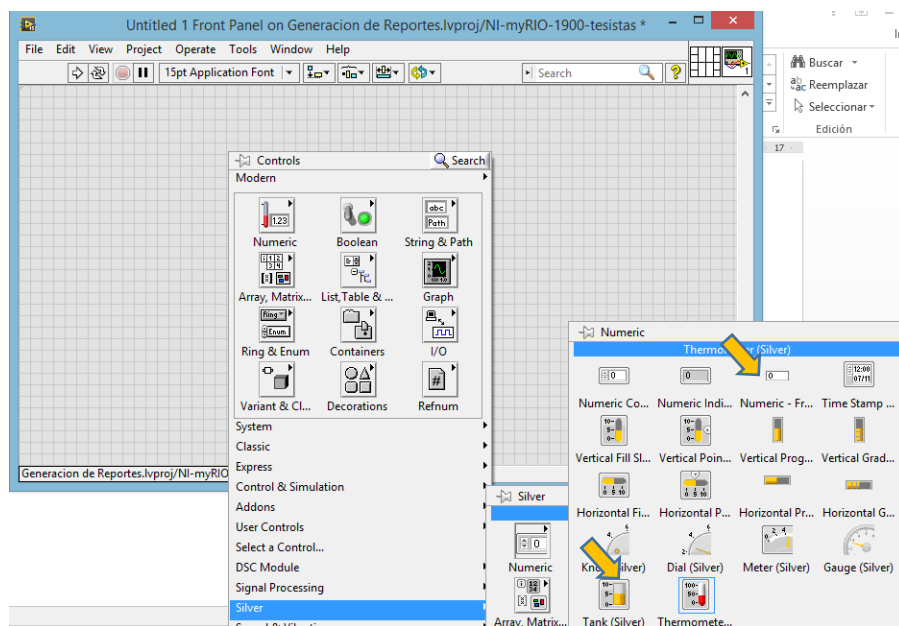 Untitled 1 Front Panel on Generacion de Reportes.lvproj/NI-myRIO-1900-tesistas *
File Edit View Project Operate Tools Window Help
15pt Application Font
Search
1
Buscar
Reemplazar
Seleccionar
Edición
17
Controls
Search
Modern
Numeric Boolean String & Path
Array, Matrix... List, Table & ... Graph
Ring & Enum Containers I/O
Variant & Cl... Decorations Refnum
System
Classic
Express
Control & Simulation
Addons
User Controls
Select a Control...
DSC Module
Signal Processing
Silver
Generacion de Reportes.lvproj/NI-myRIO
Silver
Numeric
Array, Matrix...
Numeric
(Silver)
Numeric Co... Numeric Indi... Numeric - Fr... Time Stamp ...
Vertical Fill Sl... Vertical Poin... Vertical Prog... Vertical Grad...
Horizontal Fi... Horizontal P... Horizontal Pr... Horizontal G...
Dial (Silver) Meter (Silver) Gauge (Silver)
Tank (Silver) Thermomete...